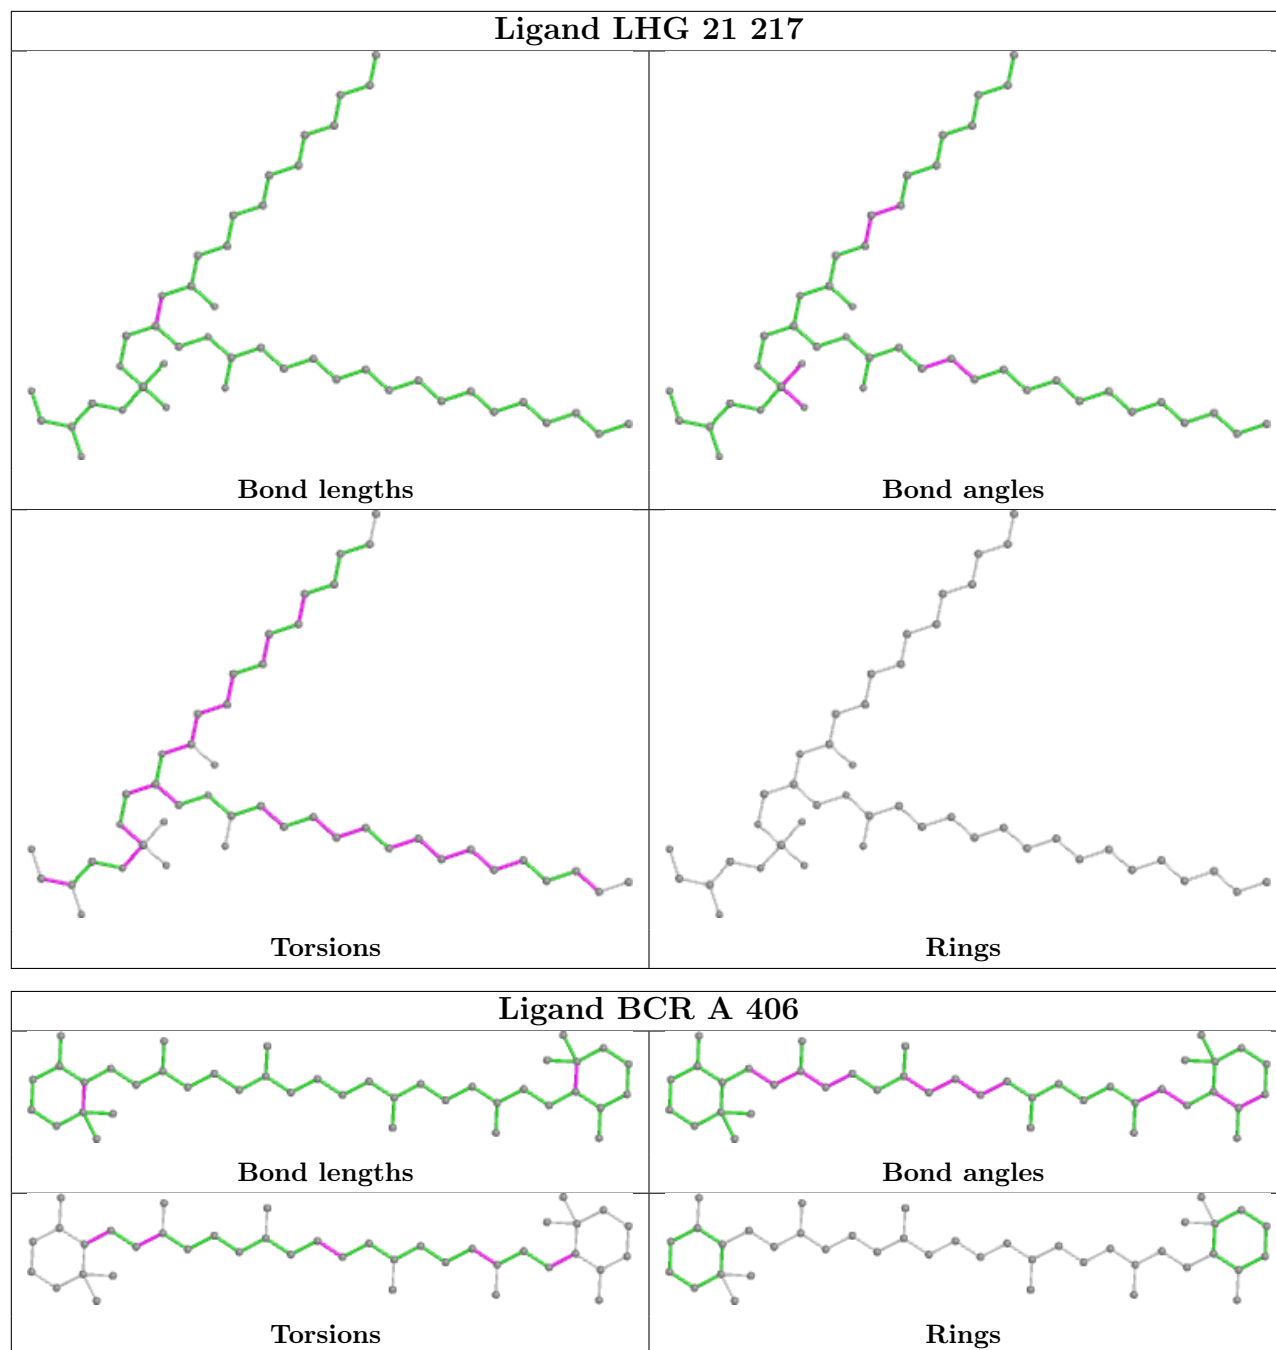 Ligand LHG 21 217
Bond lengths
Bond angles
Torsions
Rings
Ligand BCR A 406
Bond lengths
Bond angles
Torsions
Rings